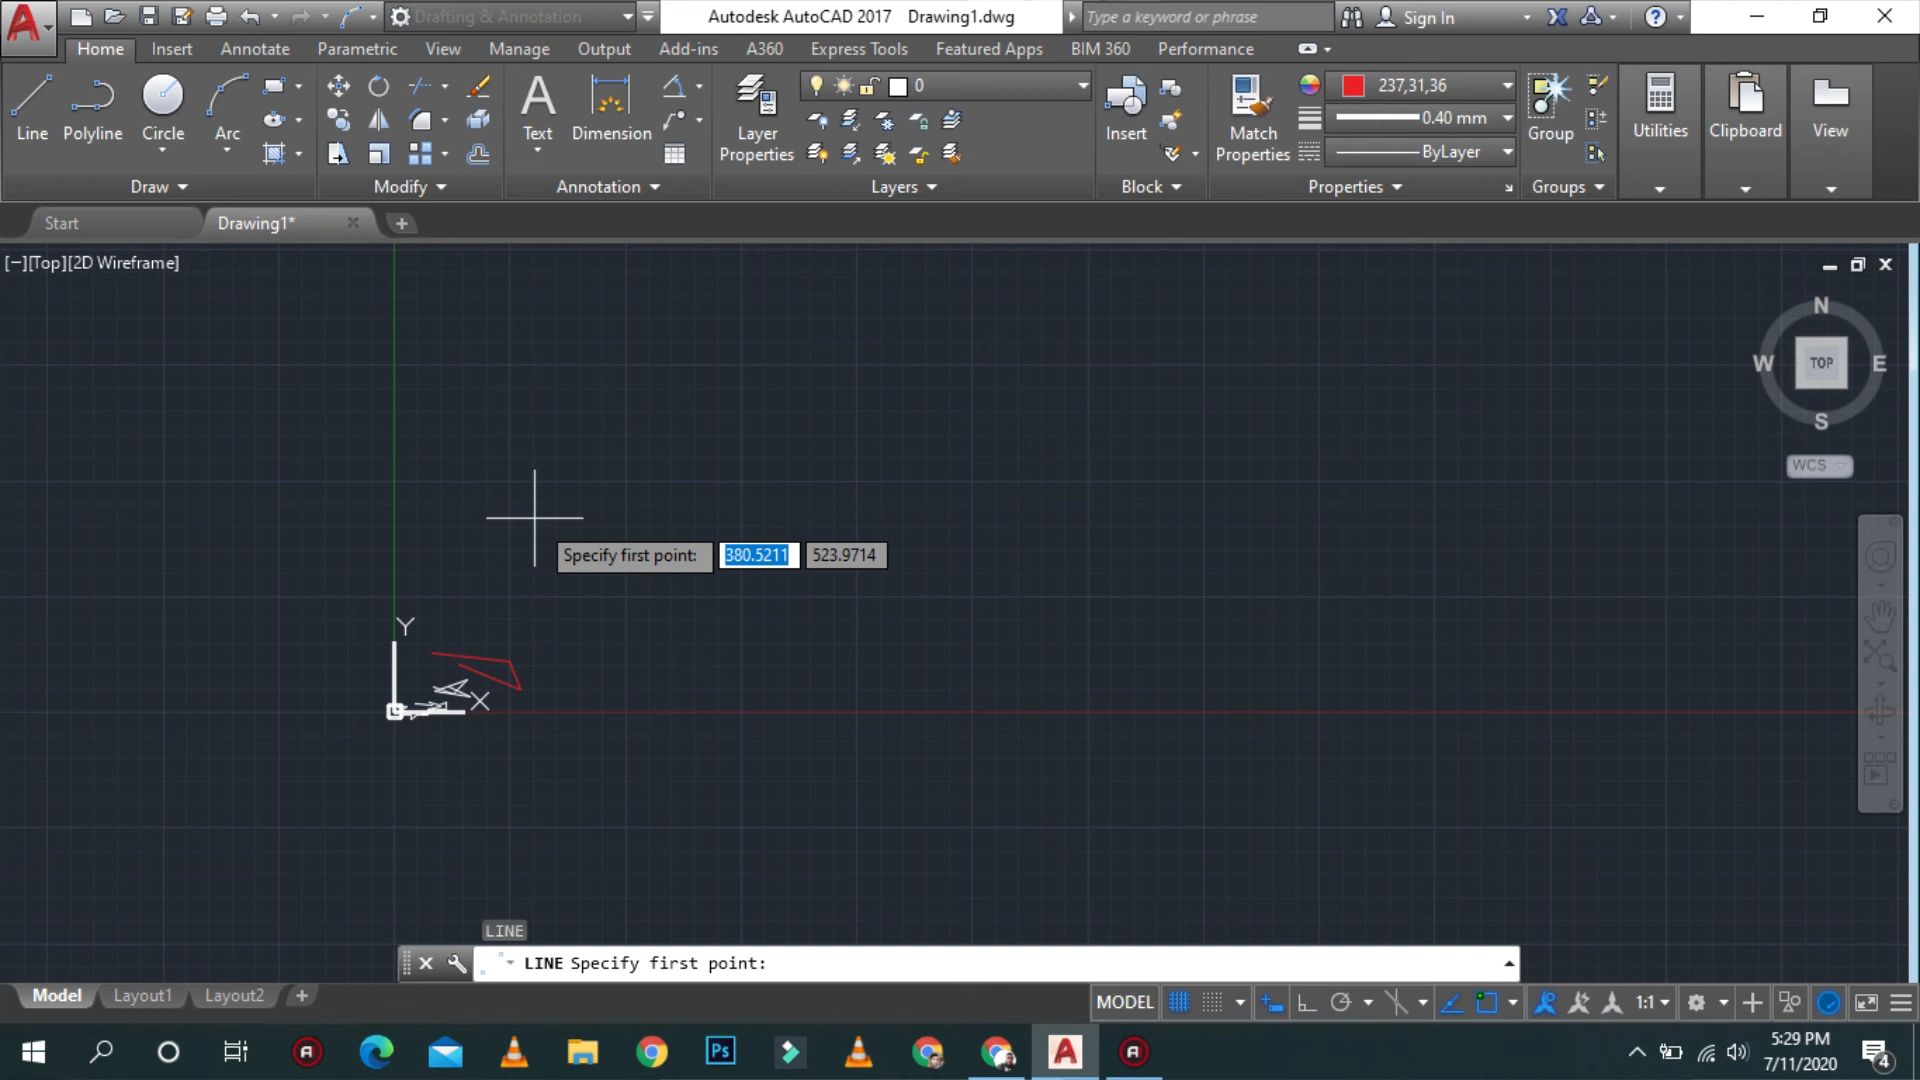 Drafting & Annotation
Autodesk AutoCAD 2017 Drawing1.dwg
Type a keyword or phrase
Sign In
Home Insert Annotate Parametric View Manage Output Add-ins A360 Express Tools Featured Apps BIM 360 Performance
Line Polyline Circle Arc
Draw
Modify
Text Dimension
Annotation
Layer Properties
0
Layers
Insert
Block
Match Properties
237,31,36
0.40 mm
ByLayer
Properties
Group
Groups
Utilities
Clipboard
View
Start
Drawing1*
[−][Top][2D Wireframe]
N
W TOP E
S
WCS
Specify first point: 380.5211 523.9714
Y
X
LINE
LINE Specify first point:
Model Layout1 Layout2
MODEL
1:1
Ps
5:29 PM
7/11/2020
4